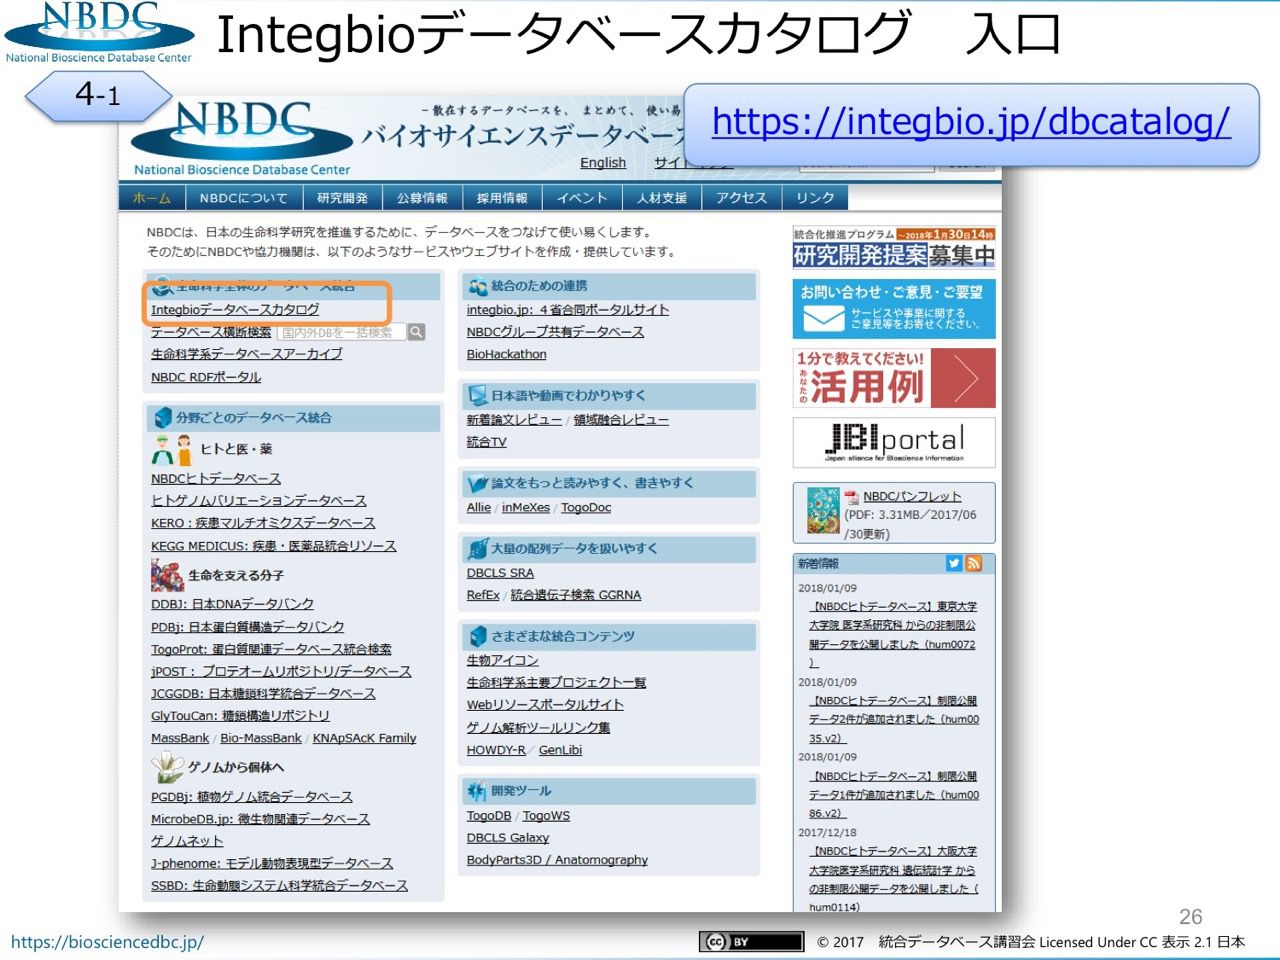 NBDC
National Bioscience Database Center
Integbioデータベースカタログ　入口
4-1
https://integbio.jp/dbcatalog/
NBDC
National Bioscience Database Center
－散在するデータベースを、まとめて、使い易
バイオサイエンスデータベース
English
ホーム
NBDCについて
研究開発
公募情報
採用情報
イベント
人材支援
アクセス
リンク
NBDCは、日本の生命科学研究を推進するために、データベースをつなげて使い易くします。
そのためにNBDCや協力機関は、以下のようなサービスやウェブサイトを作成・提供しています。
生命科学全体のデータベース統合
Integbioデータベースカタログ
データベース横断検索 国内外DBを一括検索
生命科学系データベースアーカイブ
NBDC RDFポータル
分野ごとのデータベース統合
ヒトと医・薬
NBDCヒトデータベース
ヒトゲノムバリエーションデータベース
KERO：疾患マルチオミクスデータベース
KEGG MEDICUS: 疾患・医薬品統合リソース
生命を支える分子
DDBJ: 日本DNAデータバンク
PDBj: 日本蛋白質構造データバンク
TogoProt: 蛋白質関連データベース統合検索
jPOST： プロテオームリポジトリ/データベース
JCGGDB: 日本糖鎖科学統合データベース
GlyTouCan: 糖鎖構造リポジトリ
MassBank / Bio-MassBank / KNApSAcK Family
ゲノムから個体へ
PGDBj: 植物ゲノム統合データベース
MicrobeDB.jp: 微生物関連データベース
ゲノムネット
J-phenome: モデル動物表現型データベース
SSBD: 生命動態システム科学統合データベース
統合のための連携
integbio.jp: ４省合同ポータルサイト
NBDCグループ共有データベース
BioHackathon
日本語や動画でわかりやすく
新着論文レビュー / 領域融合レビュー
統合TV
論文をもっと読みやすく、書きやすく
Allie / inMeXes / TogoDoc
大量の配列データを扱いやすく
DBCLS SRA
RefEx / 統合遺伝子検索 GGRNA
さまざまな統合コンテンツ
生物アイコン
生命科学系主要プロジェクト一覧
Webリソースポータルサイト
ゲノム解析ツールリンク集
HOWDY-R／ GenLibi
開発ツール
TogoDB / TogoWS
DBCLS Galaxy
BodyParts3D / Anatomography
統合化推進プログラム ～2018年1月30日14時
研究開発提案募集中
お問い合わせ・ご意見・ご要望
サービスや事業に関する
ご意見等をお寄せください。
1分で教えてください!
あなたの
活用例
JBIportal
Japan alliance for Bioscience Information
NBDCパンフレット
(PDF: 3.31MB／2017/06
/30更新)
新着情報
2018/01/09
【NBDCヒトデータベース】東京大学
大学院 医学系研究科 からの非制限公
開データを公開しました（hum0072
）
2018/01/09
【NBDCヒトデータベース】制限公開
データ2件が追加されました（hum00
35.v2）
2018/01/09
【NBDCヒトデータベース】制限公開
データ1件が追加されました（hum00
86.v2）
2017/12/18
【NBDCヒトデータベース】大阪大学
大学院医学系研究科 遺伝統計学 から
の非制限公開データを公開しました（
hum0114）
26
https://biosciencedbc.jp/
cc BY
© 2017　統合データベース講習会 Licensed Under CC 表示 2.1 日本